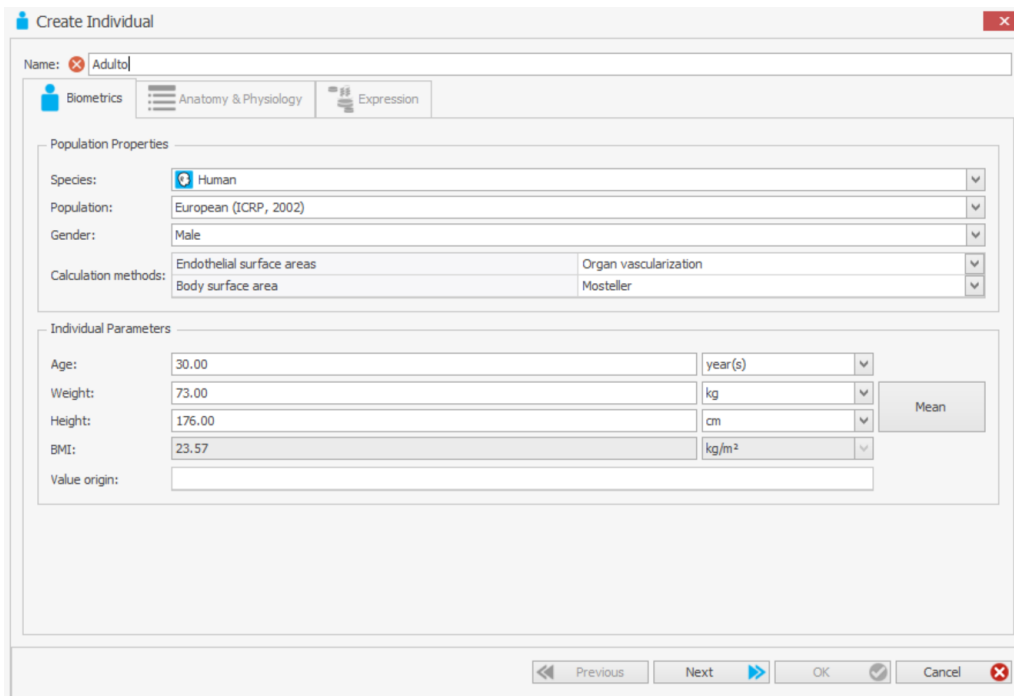 Create Individual
Name: Adulto
Biometrics Anatomy & Physiology Expression
Population Properties
Species: Human
Population: European (ICRP, 2002)
Gender: Male
Calculation methods: Endothelial surface areas Organ vascularization
Body surface area Mosteller
Individual Parameters
Age: 30.00 year(s)
Weight: 73.00 kg
Mean
Height: 176.00 cm
BMI: 23.57 kg/m²
Value origin:
Previous Next OK Cancel